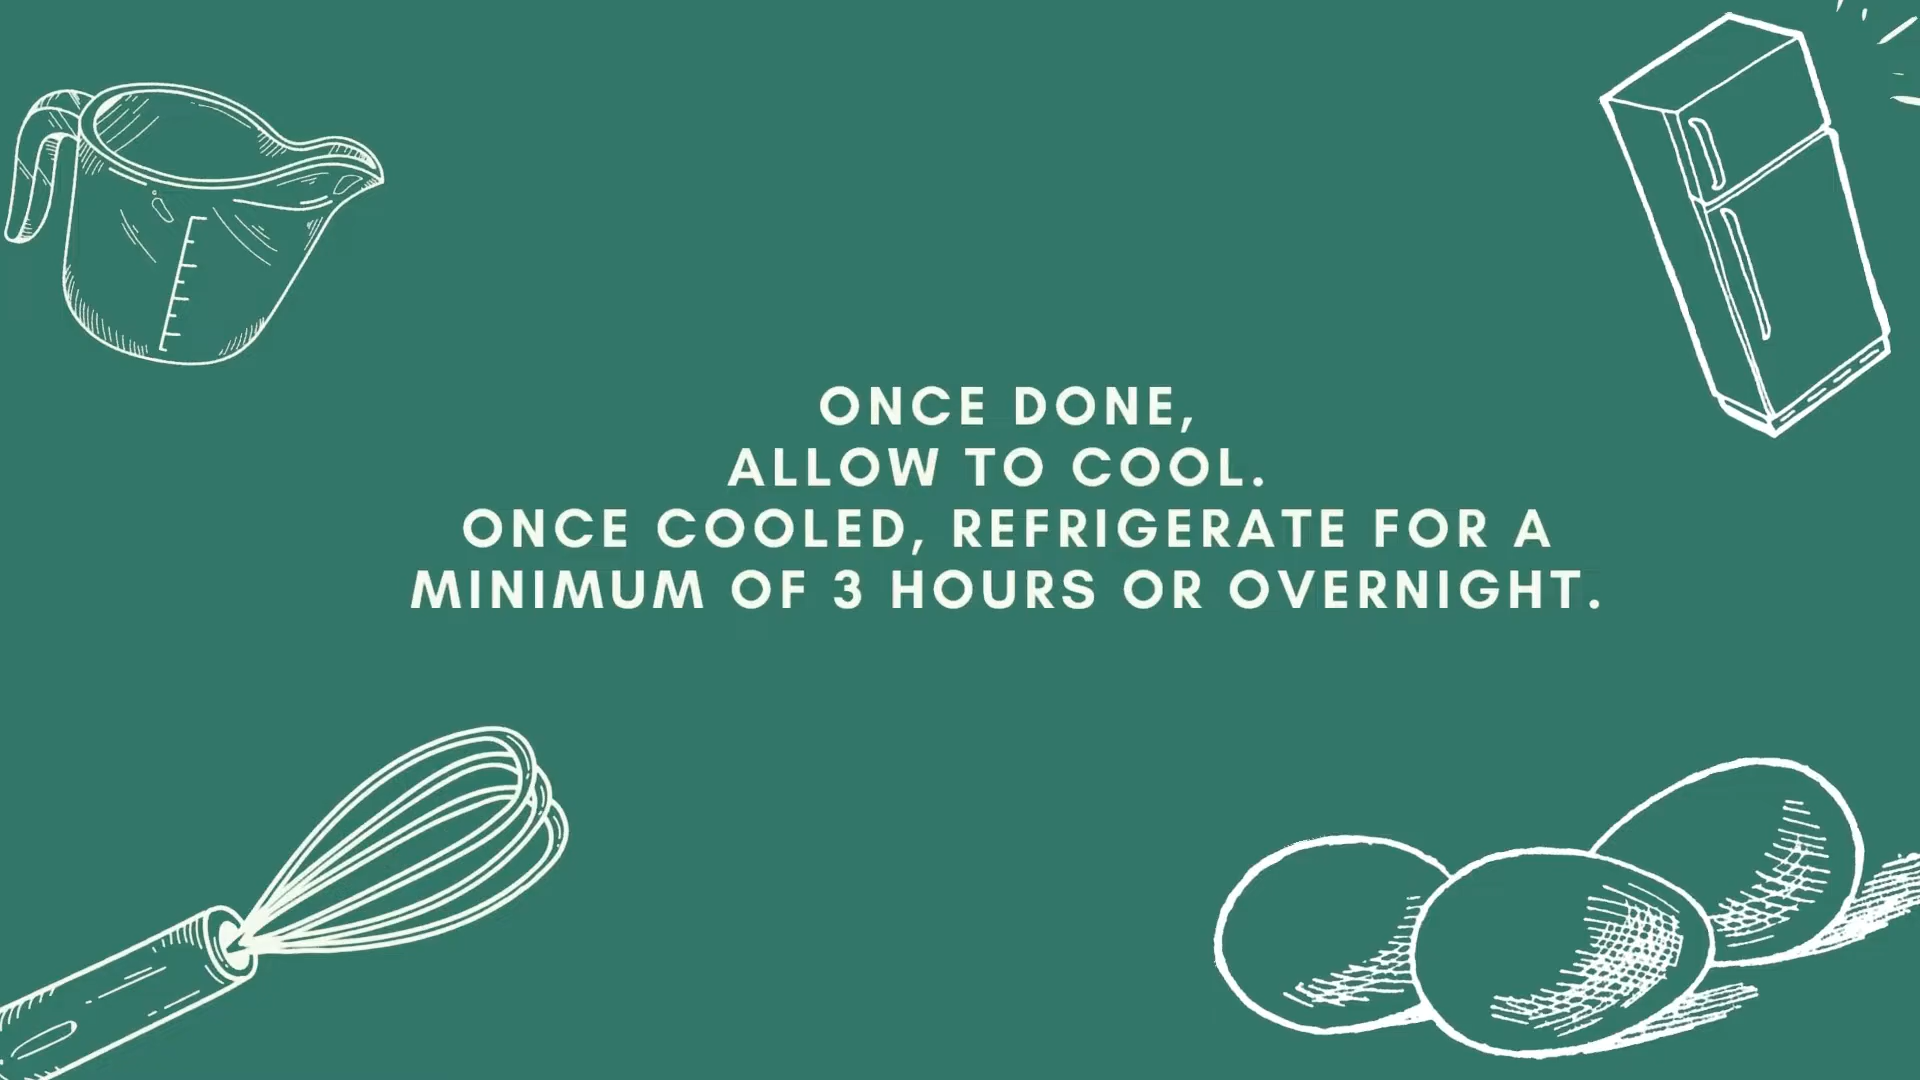 ONCE DONE,
ALLOW TO COOL.
ONCE COOLED, REFRIGERATE FOR A
MINIMUM OF 3 HOURS OR OVERNIGHT.